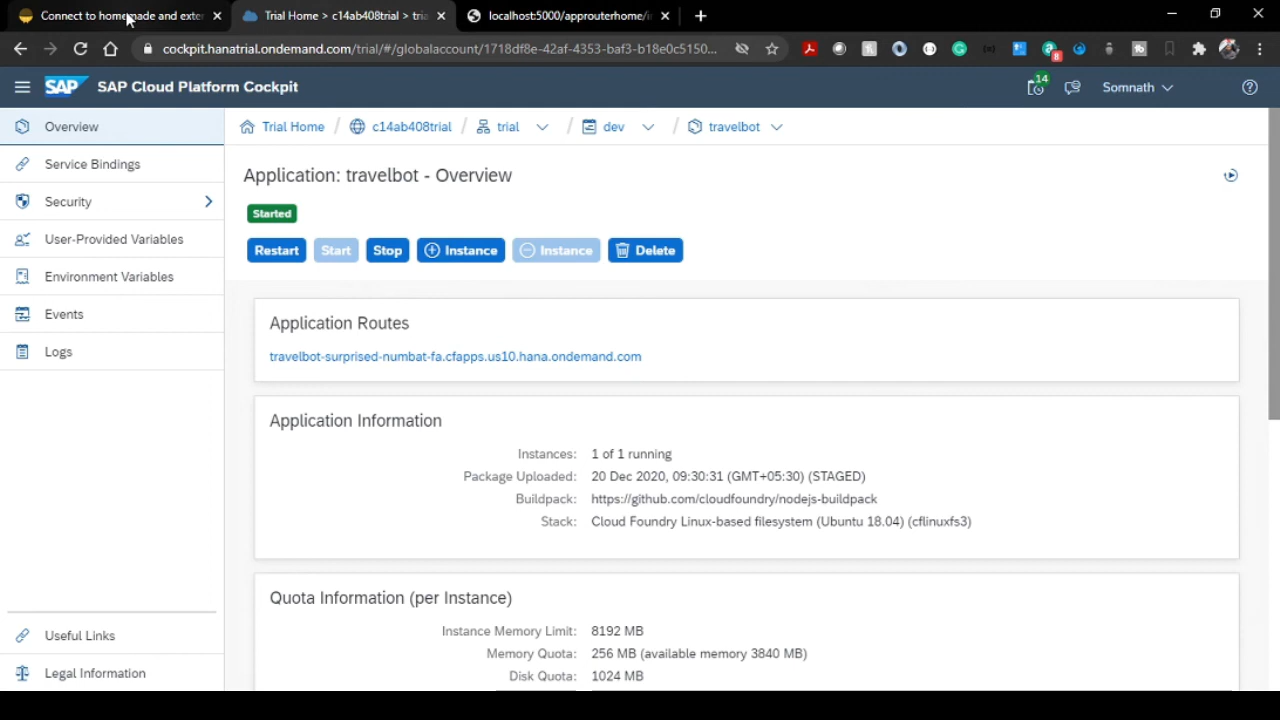 Connect to homemade and exter
Trial Home > c14ab408trial > tria
localhost:5000/approuterhome/i
cockpit.hanatrial.ondemand.com/trial/#/globalaccount/1718df8e-42af-4353-baf3-b18e0c5150...
8
SAP
SAP Cloud Platform Cockpit
14
Somnath
Overview
Service Bindings
Security
User-Provided Variables
Environment Variables
Events
Logs
Useful Links
Legal Information
Trial Home / c14ab408trial / trial / dev / travelbot
Application: travelbot - Overview
Started
Restart Start Stop Instance Instance Delete
Application Routes
travelbot-surprised-numbat-fa.cfapps.us10.hana.ondemand.com
Application Information
Instances: 1 of 1 running
Package Uploaded: 20 Dec 2020, 09:30:31 (GMT+05:30) (STAGED)
Buildpack: https://github.com/cloudfoundry/nodejs-buildpack
Stack: Cloud Foundry Linux-based filesystem (Ubuntu 18.04) (cflinuxfs3)
Quota Information (per Instance)
Instance Memory Limit: 8192 MB
Memory Quota: 256 MB (available memory 3840 MB)
Disk Quota: 1024 MB